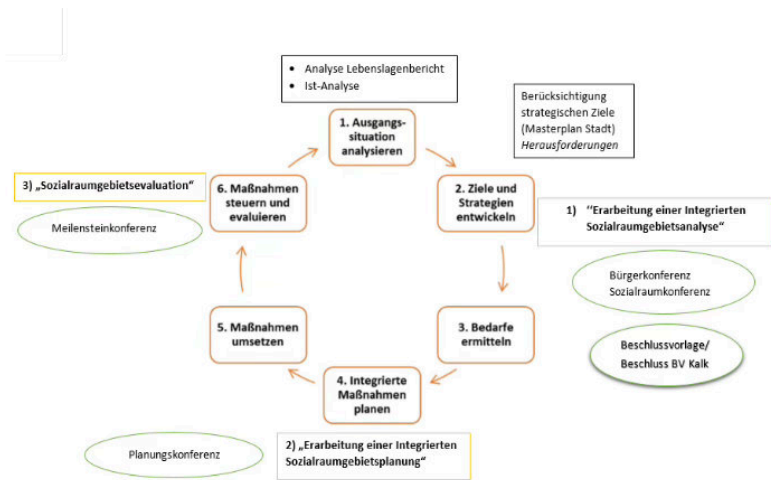 • Analyse Lebenslagenbericht
• Ist-Analyse
Berücksichtigung
strategischen Ziele
(Masterplan Stadt)
Herausforderungen
1. Ausgangs-
situation
analysieren
3) „Sozialraumgebietsevaluation“
6. Maßnahmen
steuern und
evaluieren
2. Ziele und
Strategien
entwickeln
1) “Erarbeitung einer Integrierten
Sozialraumgebietsanalyse“
Meilensteinkonferenz
Bürgerkonferenz
Sozialraumkonferenz
5. Maßnahmen
umsetzen
3. Bedarfe
ermitteln
Beschlussvorlage/
Beschluss BV Kalk
4. Integrierte
Maßnahmen
planen
Planungskonferenz
2) „Erarbeitung einer Integrierten
Sozialraumgebietsplanung“